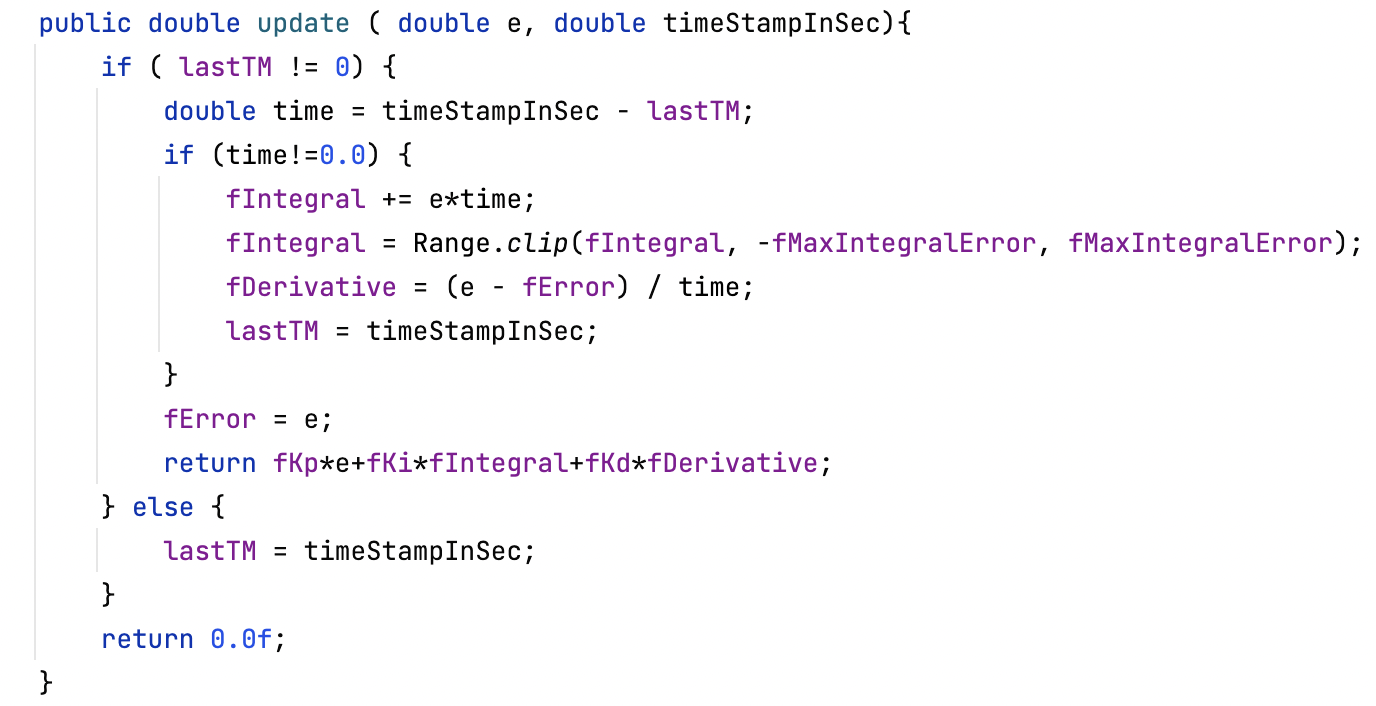 public double update ( double e, double timeStampInSec){
    if ( lastTM != 0) {
        double time = timeStampInSec - lastTM;
        if (time!=0.0) {
            fIntegral += e*time;
            fIntegral = Range.clip(fIntegral, -fMaxIntegralError, fMaxIntegralError);
            fDerivative = (e - fError) / time;
            lastTM = timeStampInSec;
        }
        fError = e;
        return fKp*e+fKi*fIntegral+fKd*fDerivative;
    } else {
        lastTM = timeStampInSec;
    }
    return 0.0f;
}